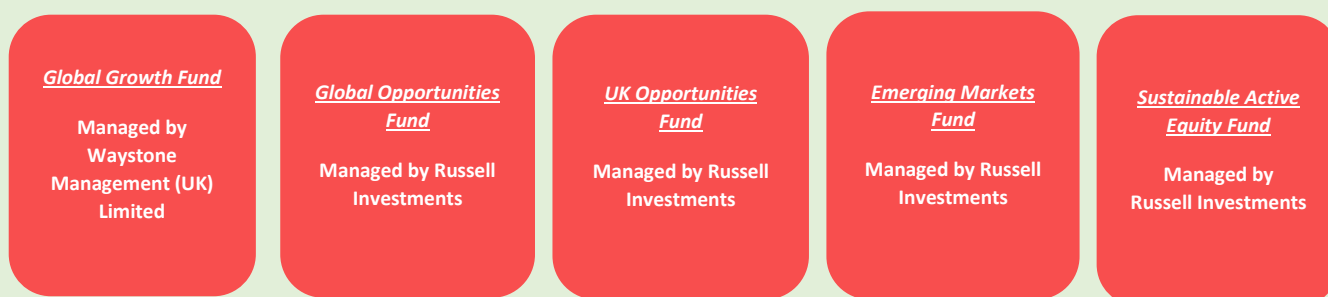 Global Growth Fund
Managed by
Waystone
Management (UK)
Limited
Global Opportunities
Fund
Managed by Russell
Investments
UK Opportunities
Fund
Managed by Russell
Investments
Emerging Markets
Fund
Managed by Russell
Investments
Sustainable Active
Equity Fund
Managed by
Russell Investments